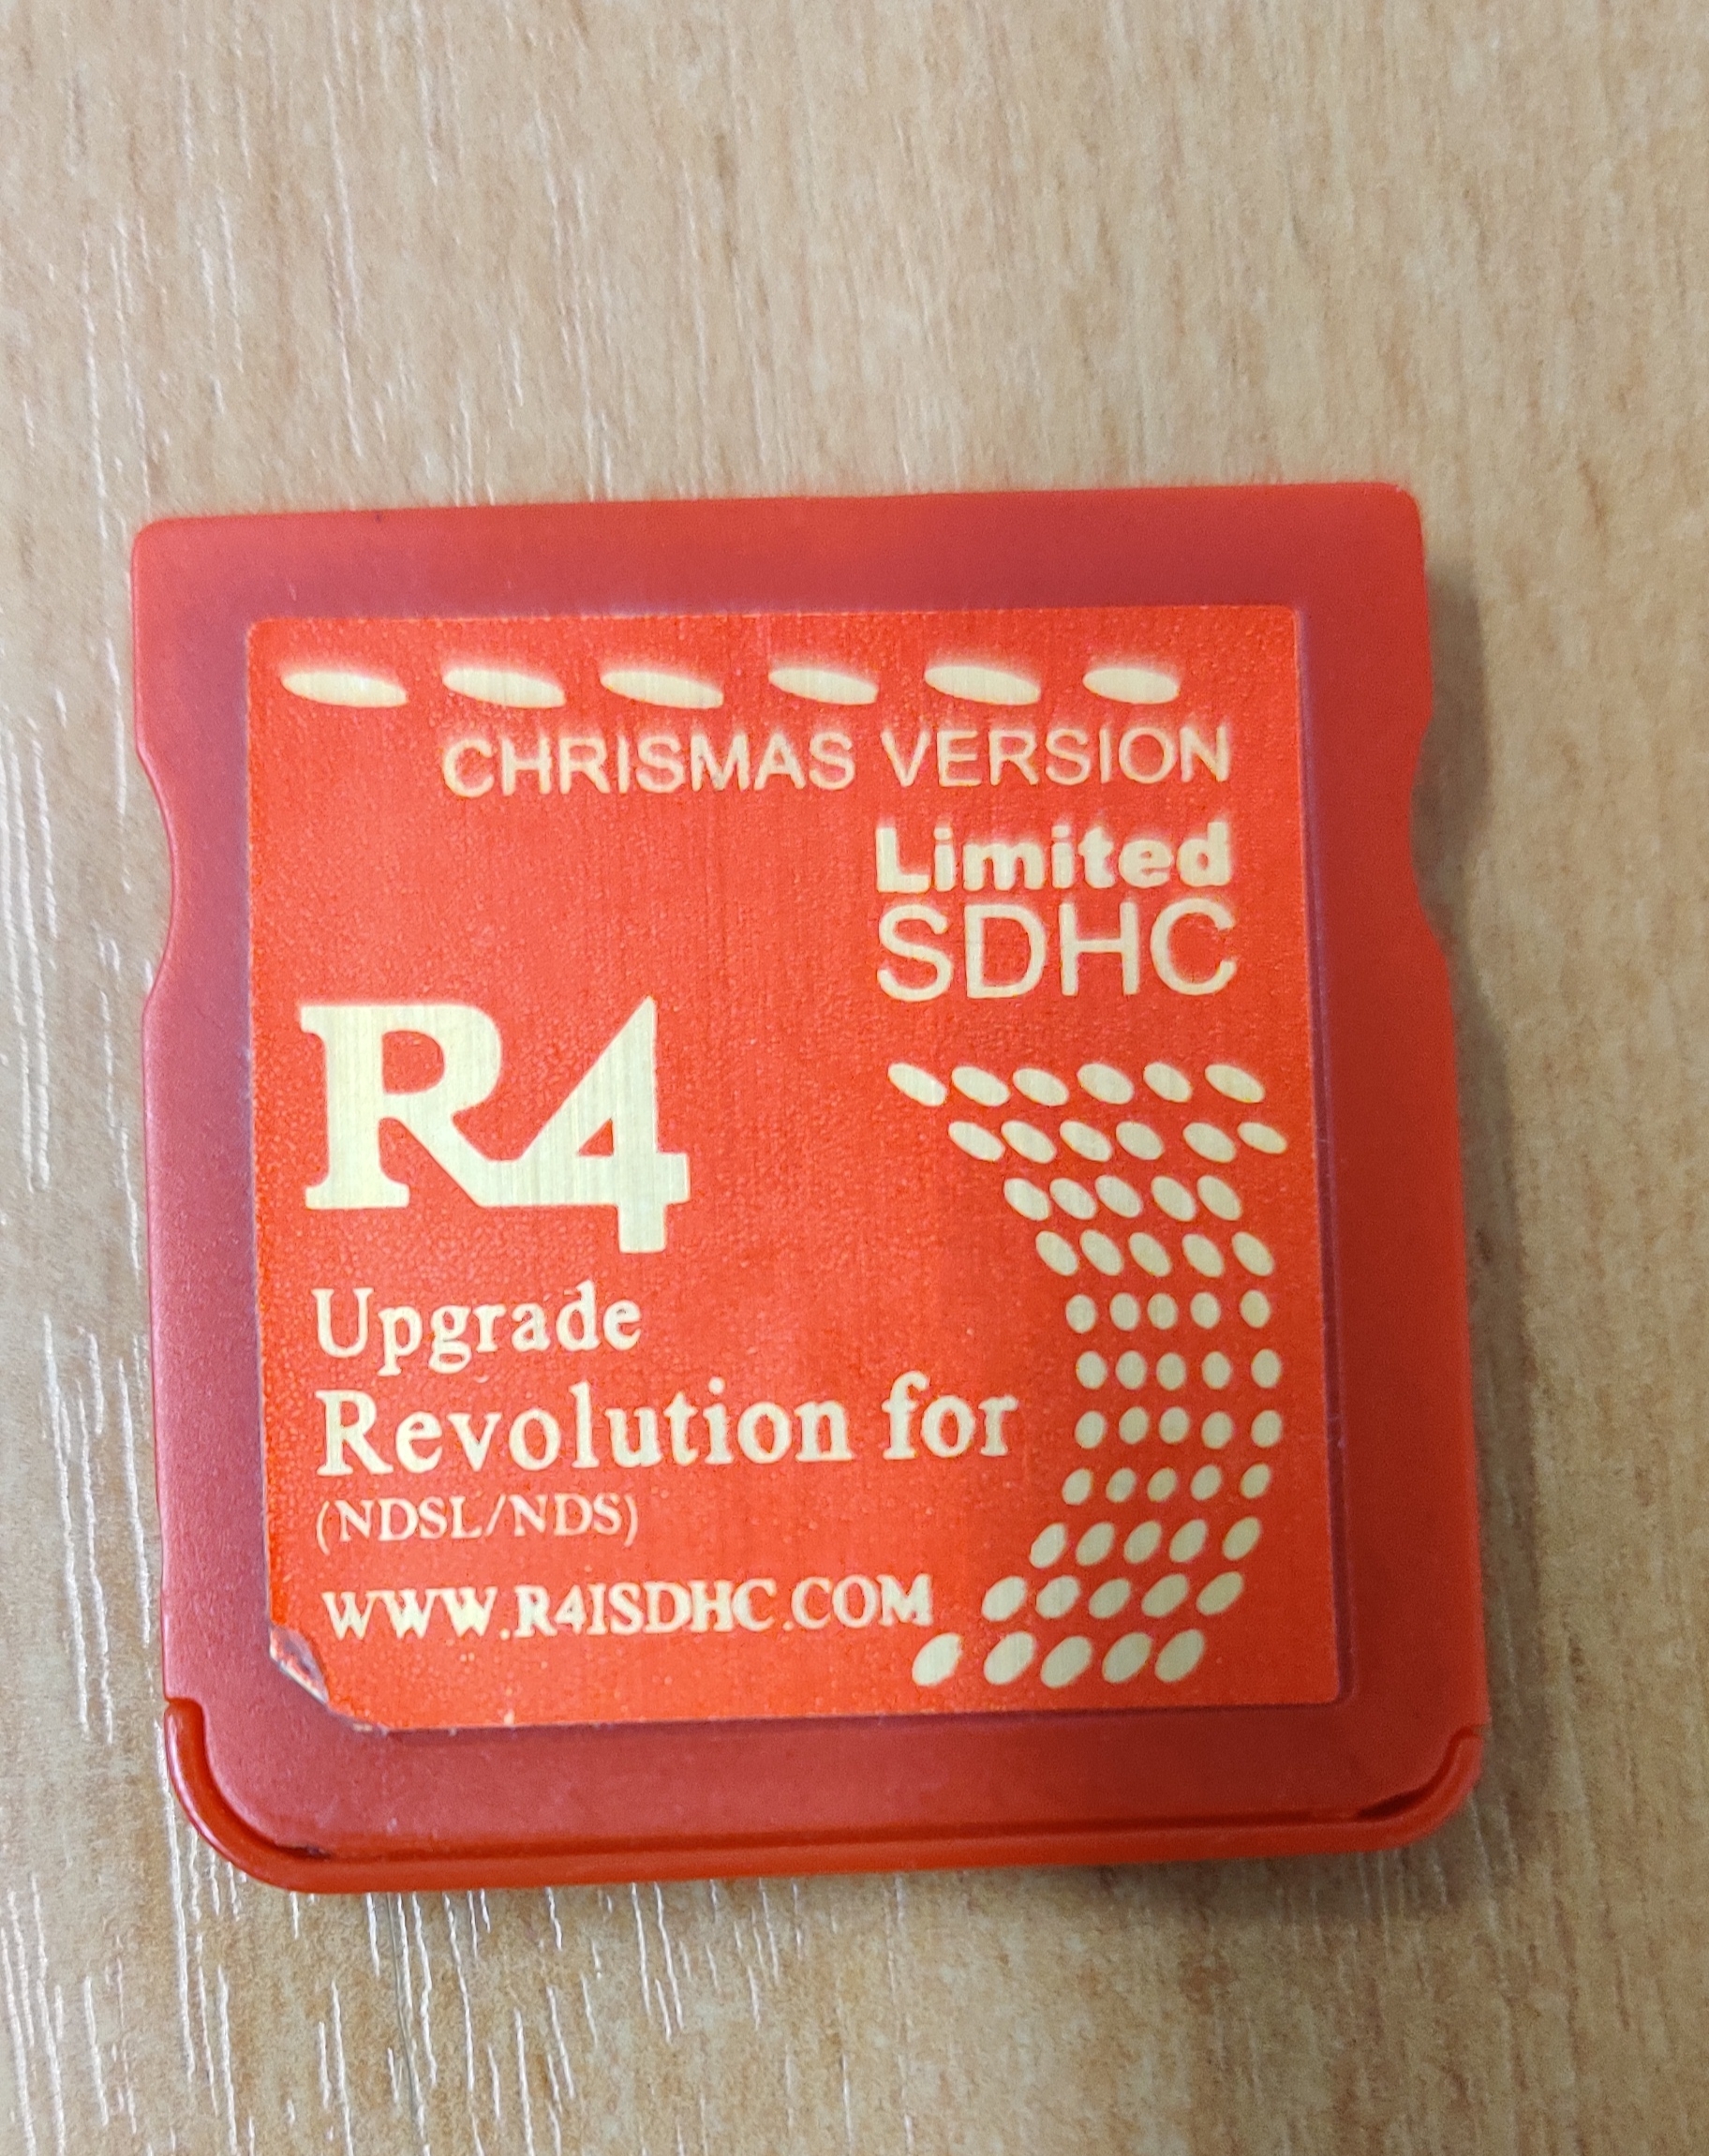 CHRISMAS VERSION
Limited
SDHC
R4
Upgrade
Revolution for
(NDSL/NDS)
WWW.R4ISDHC.COM